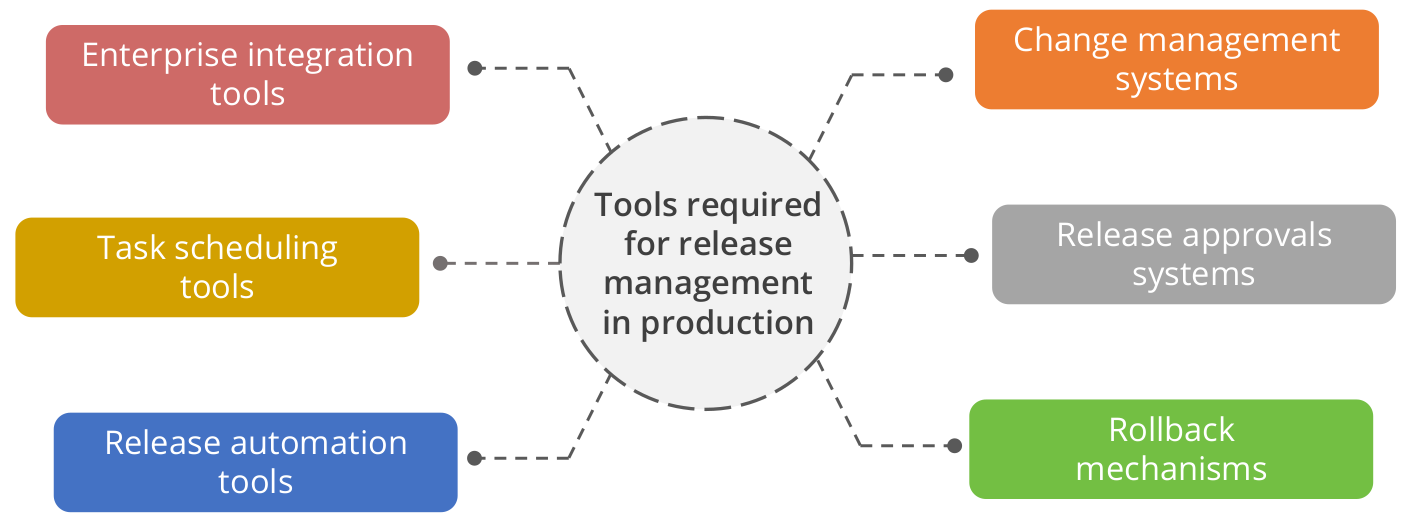 Enterprise integration
tools
Change management
systems
Tools required
for release
management
in production
Task scheduling
tools
Release approvals
systems
Release automation
tools
Rollback
mechanisms